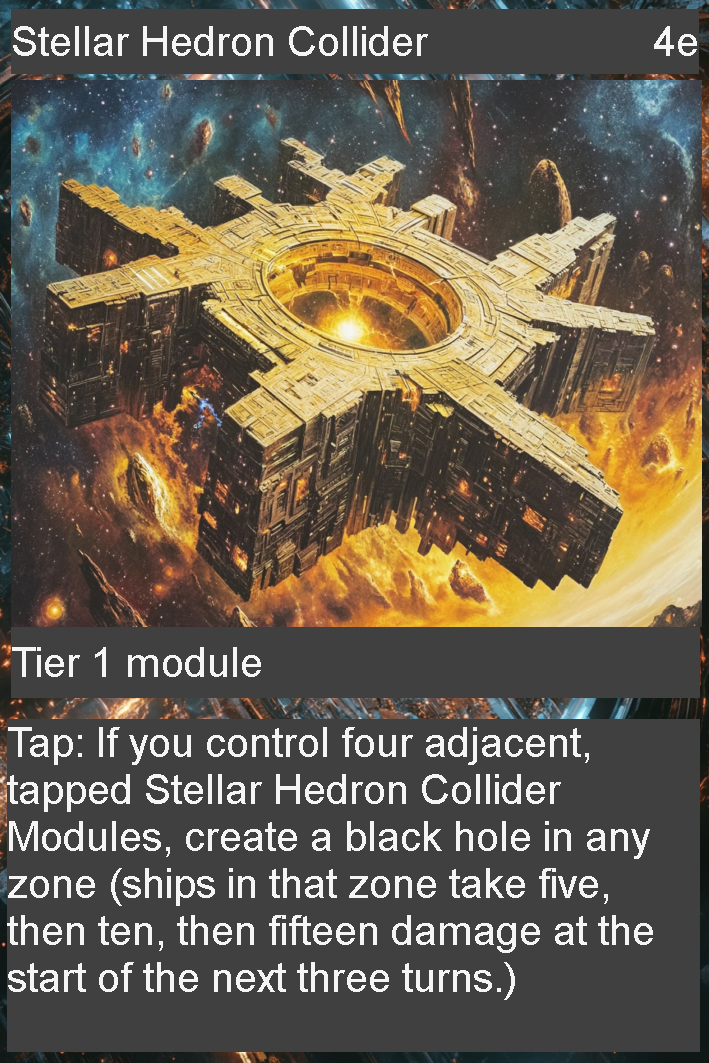 Stellar Hedron Collider 4e
Tier 1 module
Tap: If you control four adjacent,
tapped Stellar Hedron Collider
Modules, create a black hole in any
zone (ships in that zone take five,
then ten, then fifteen damage at the
start of the next three turns.)